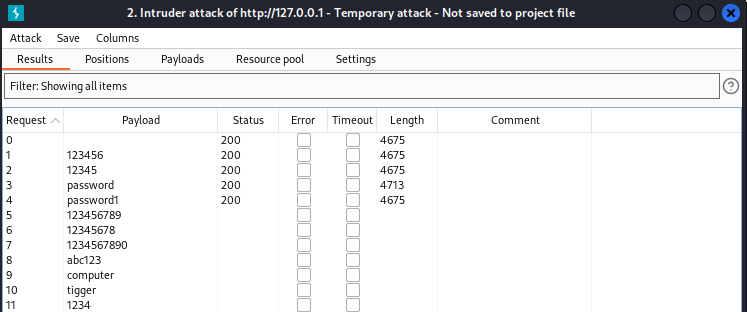 2. Intruder attack of http://127.0.0.1 - Temporary attack - Not saved to project file
Attack Save Columns
Results Positions Payloads Resource pool Settings
Filter: Showing all items
Request Payload Status Error Timeout Length Comment
0 200 4675
1 123456 200 4675
2 12345 200 4675
3 password 200 4713
4 password1 200 4675
5 123456789
6 12345678
7 1234567890
8 abc123
9 computer
10 tigger
11 1234